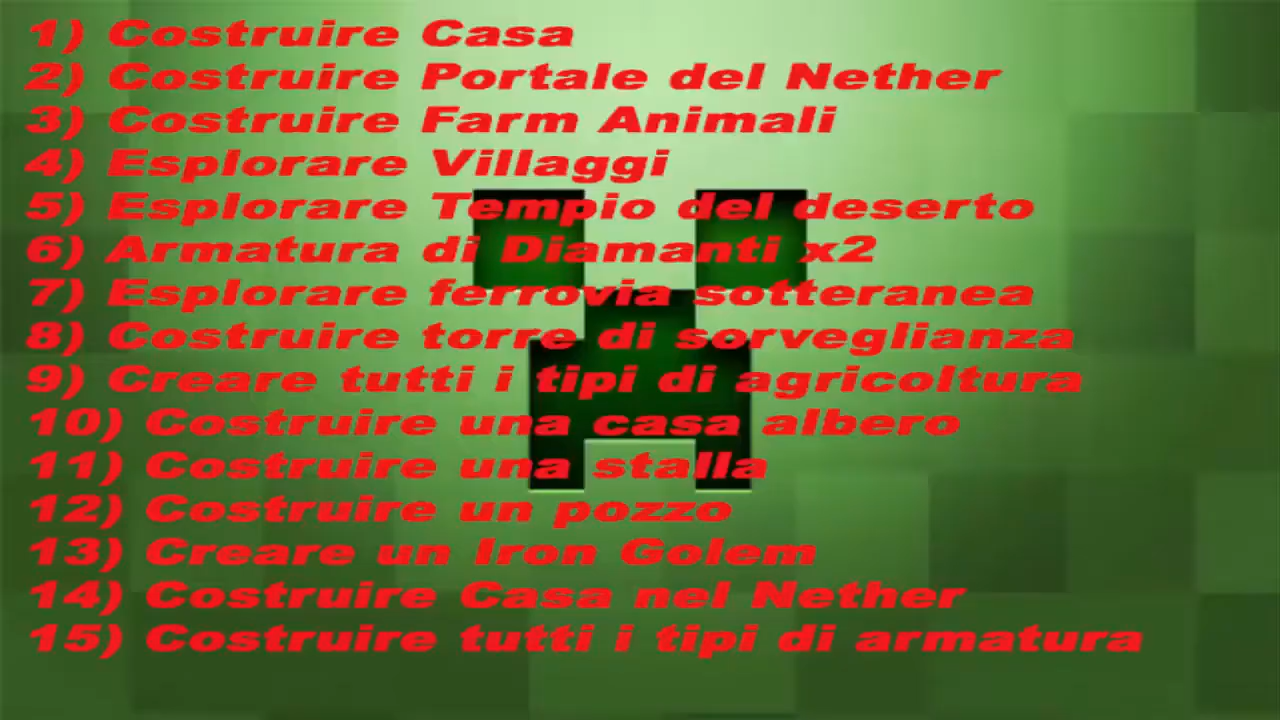 1) Costruire Casa
2) Costruire Portale del Nether
3) Costruire Farm Animali
4) Esplorare Villaggi
5) Esplorare Tempio del deserto
6) Armatura di Diamanti x2
7) Esplorare ferrovia sotteranea
8) Costruire torre di sorveglianza
9) Creare tutti i tipi di agricoltura
10) Costruire una casa albero
11) Costruire una stalla
12) Costruire un pozzo
13) Creare un Iron Golem
14) Costruire Casa nel Nether
15) Costruire tutti i tipi di armatura